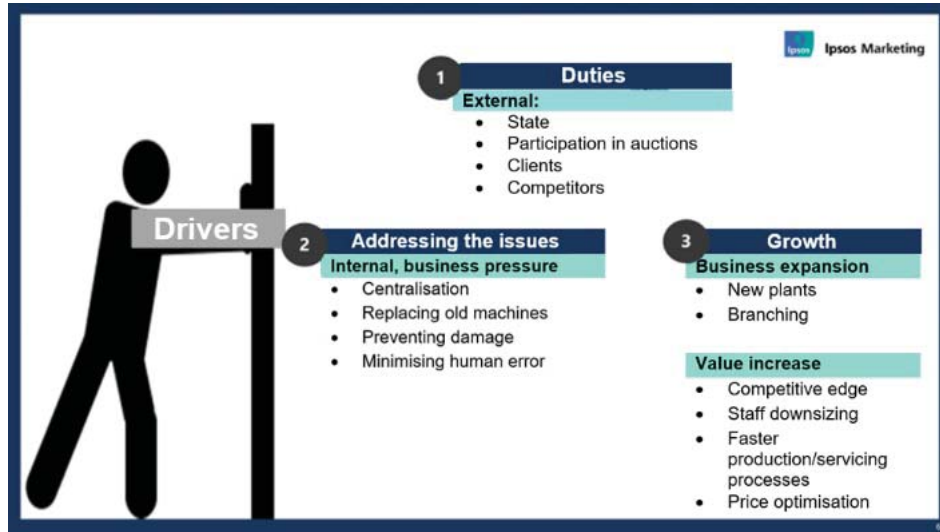 Ipsos
Ipsos Marketing
1
Duties
External:
• State
• Participation in auctions
• Clients
• Competitors
Drivers
2
Addressing the issues
Internal, business pressure
• Centralisation
• Replacing old machines
• Preventing damage
• Minimising human error
3
Growth
Business expansion
• New plants
• Branching
Value increase
• Competitive edge
• Staff downsizing
• Faster
production/servicing
processes
• Price optimisation